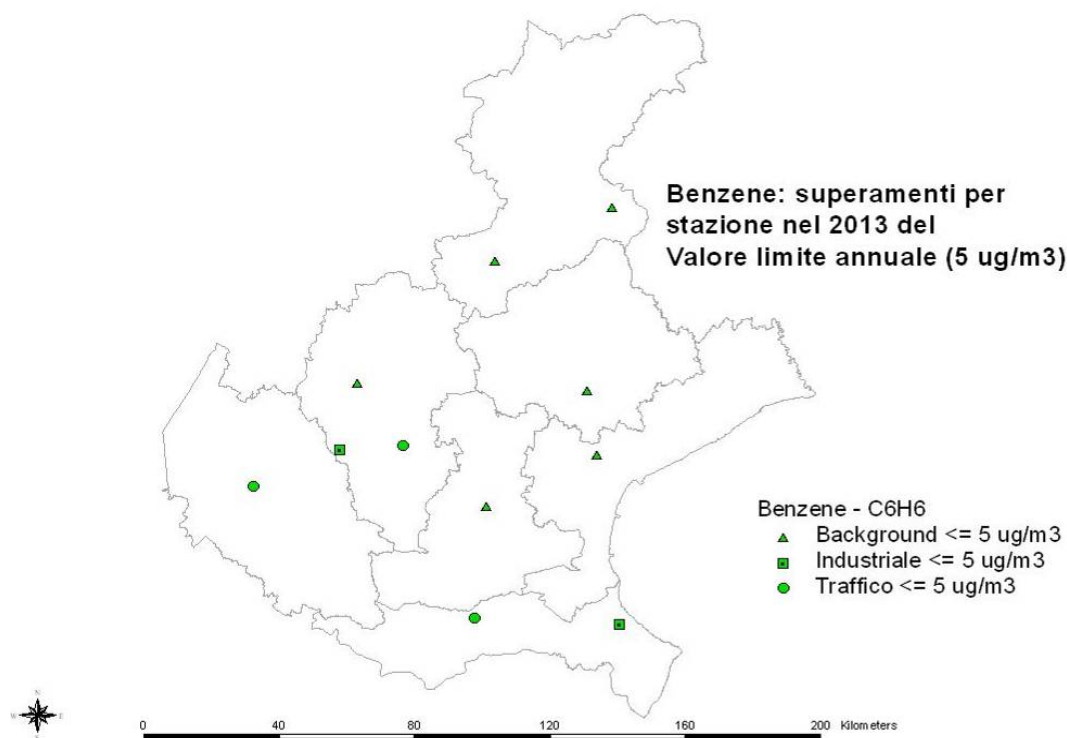 Benzene: superamenti per
stazione nel 2013 del
Valore limite annuale (5 ug/m3)
Benzene - C6H6
Background <= 5 ug/m3
Industriale <= 5 ug/m3
Traffico <= 5 ug/m3
N
W E
S
0 40 80 120 160 200 Kilometers